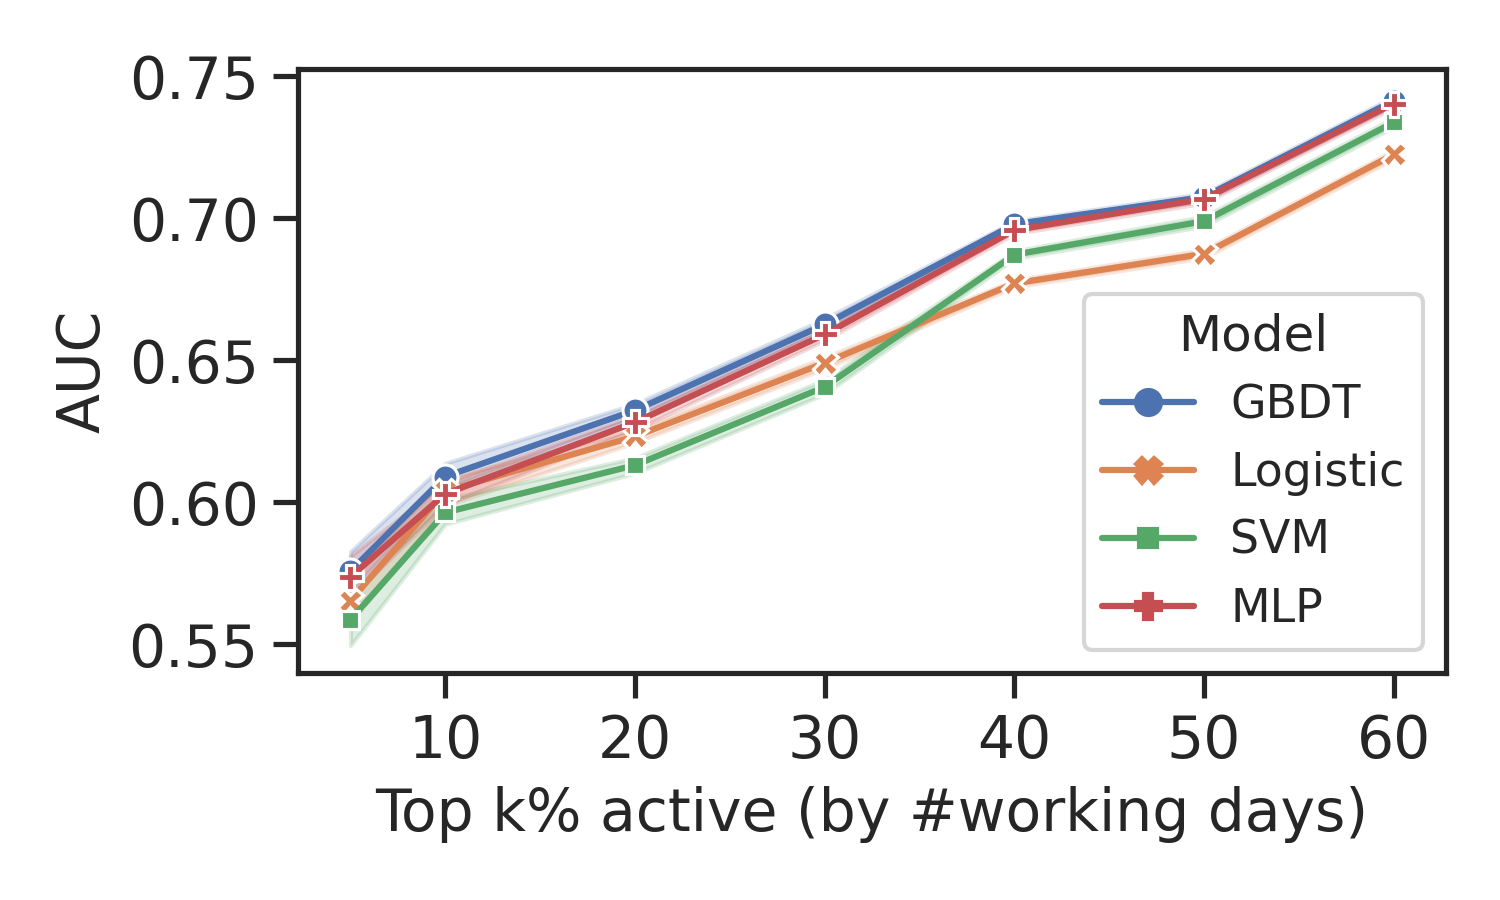 0.75
0.70
0.65
0.60
0.55
AUC
10 20 30 40 50 60
Top k% active (by #working days)
Model
GBDT
Logistic
SVM
MLP